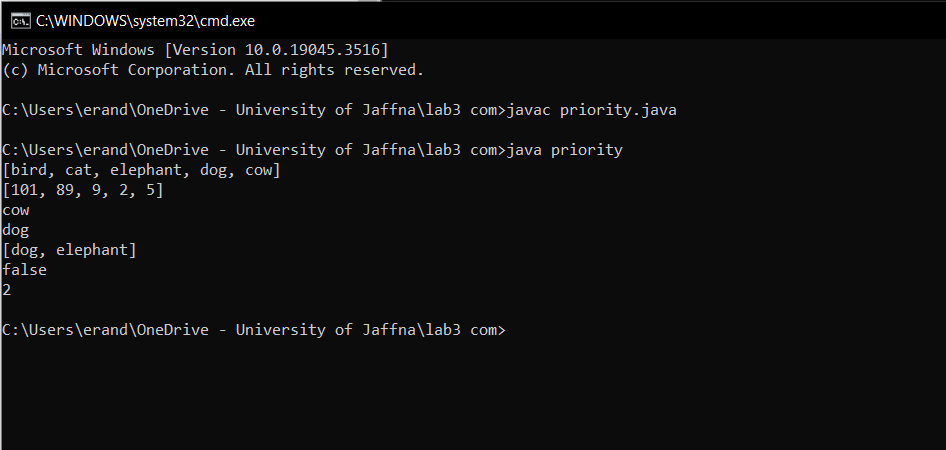 C:\WINDOWS\system32\cmd.exe
Microsoft Windows [Version 10.0.19045.3516]
(c) Microsoft Corporation. All rights reserved.
C:\Users\erand\OneDrive - University of Jaffna\lab3 com>javac priority.java
C:\Users\erand\OneDrive - University of Jaffna\lab3 com>java priority
[bird, cat, elephant, dog, cow]
[101, 89, 9, 2, 5]
cow
dog
[dog, elephant]
false
2
C:\Users\erand\OneDrive - University of Jaffna\lab3 com>